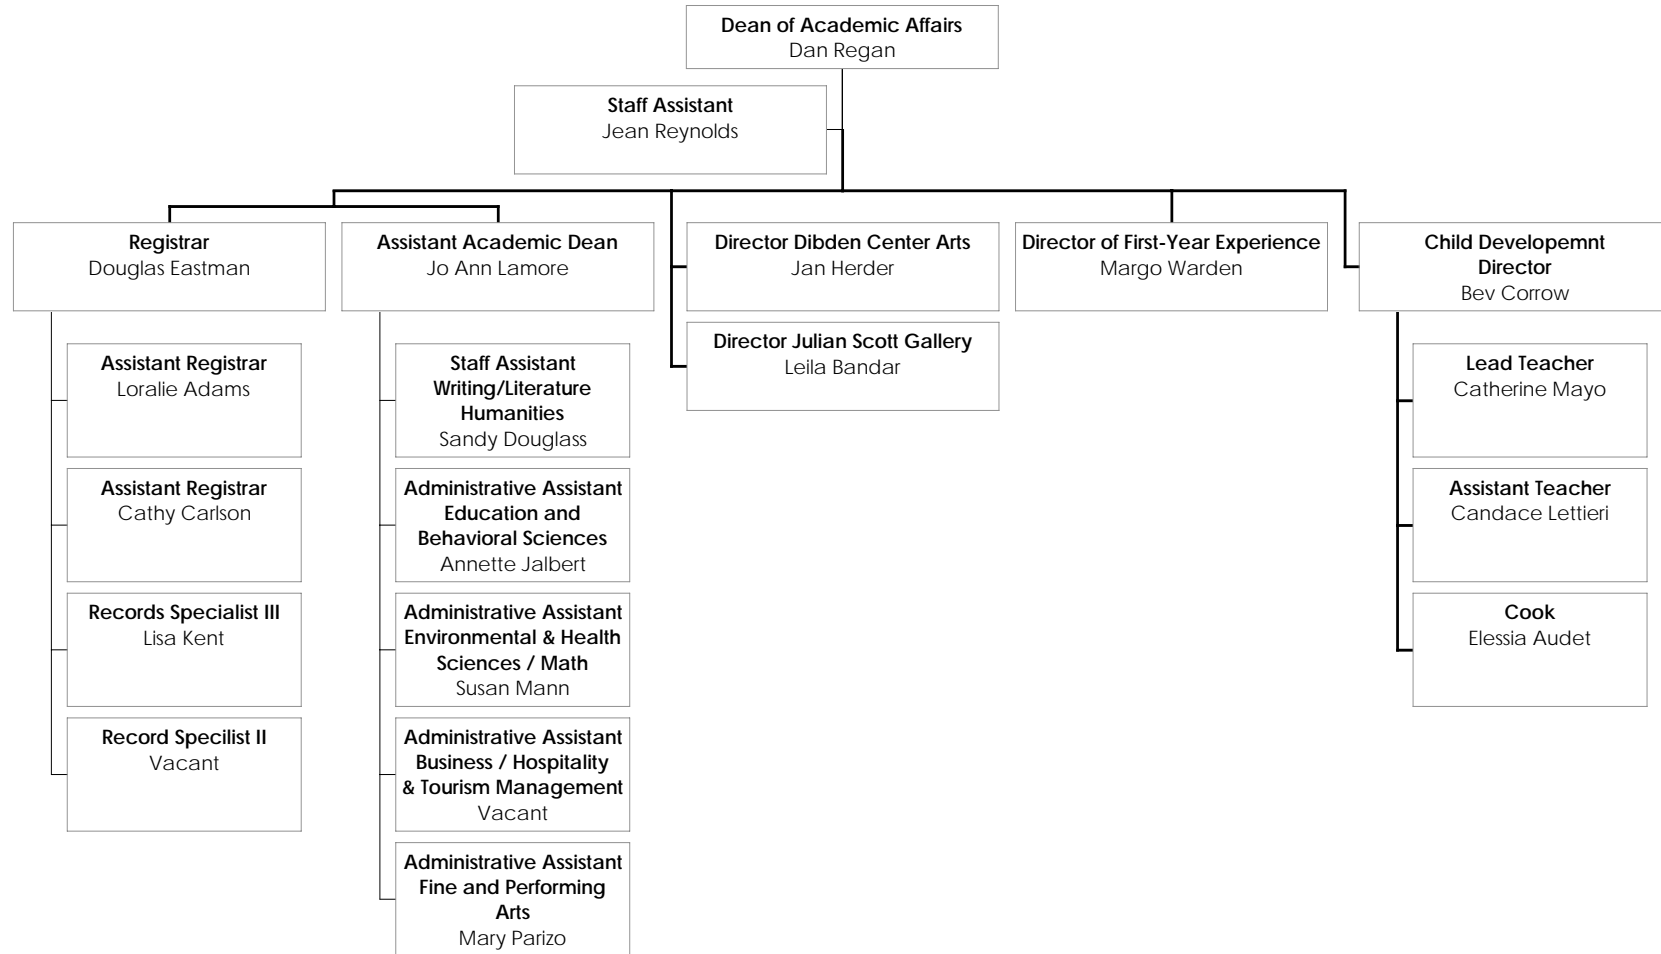 Dean of Academic Affairs
Dan Regan
Staff Assistant
Jean Reynolds
Registrar
Douglas Eastman
Assistant Academic Dean
Jo Ann Lamore
Director Dibden Center Arts
Jan Herder
Director of First-Year Experience
Margo Warden
Child Developemnt
Director
Bev Corrow
Director Julian Scott Gallery
Leila Bandar
Assistant Registrar
Loralie Adams
Assistant Registrar
Cathy Carlson
Records Specialist III
Lisa Kent
Record Specilist II
Vacant
Staff Assistant
Writing/Literature
Humanities
Sandy Douglass
Administrative Assistant
Education and
Behavioral Sciences
Annette Jalbert
Administrative Assistant
Environmental & Health
Sciences / Math
Susan Mann
Administrative Assistant
Business / Hospitality
& Tourism Management
Vacant
Administrative Assistant
Fine and Performing
Arts
Mary Parizo
Lead Teacher
Catherine Mayo
Assistant Teacher
Candace Lettieri
Cook
Elessia Audet